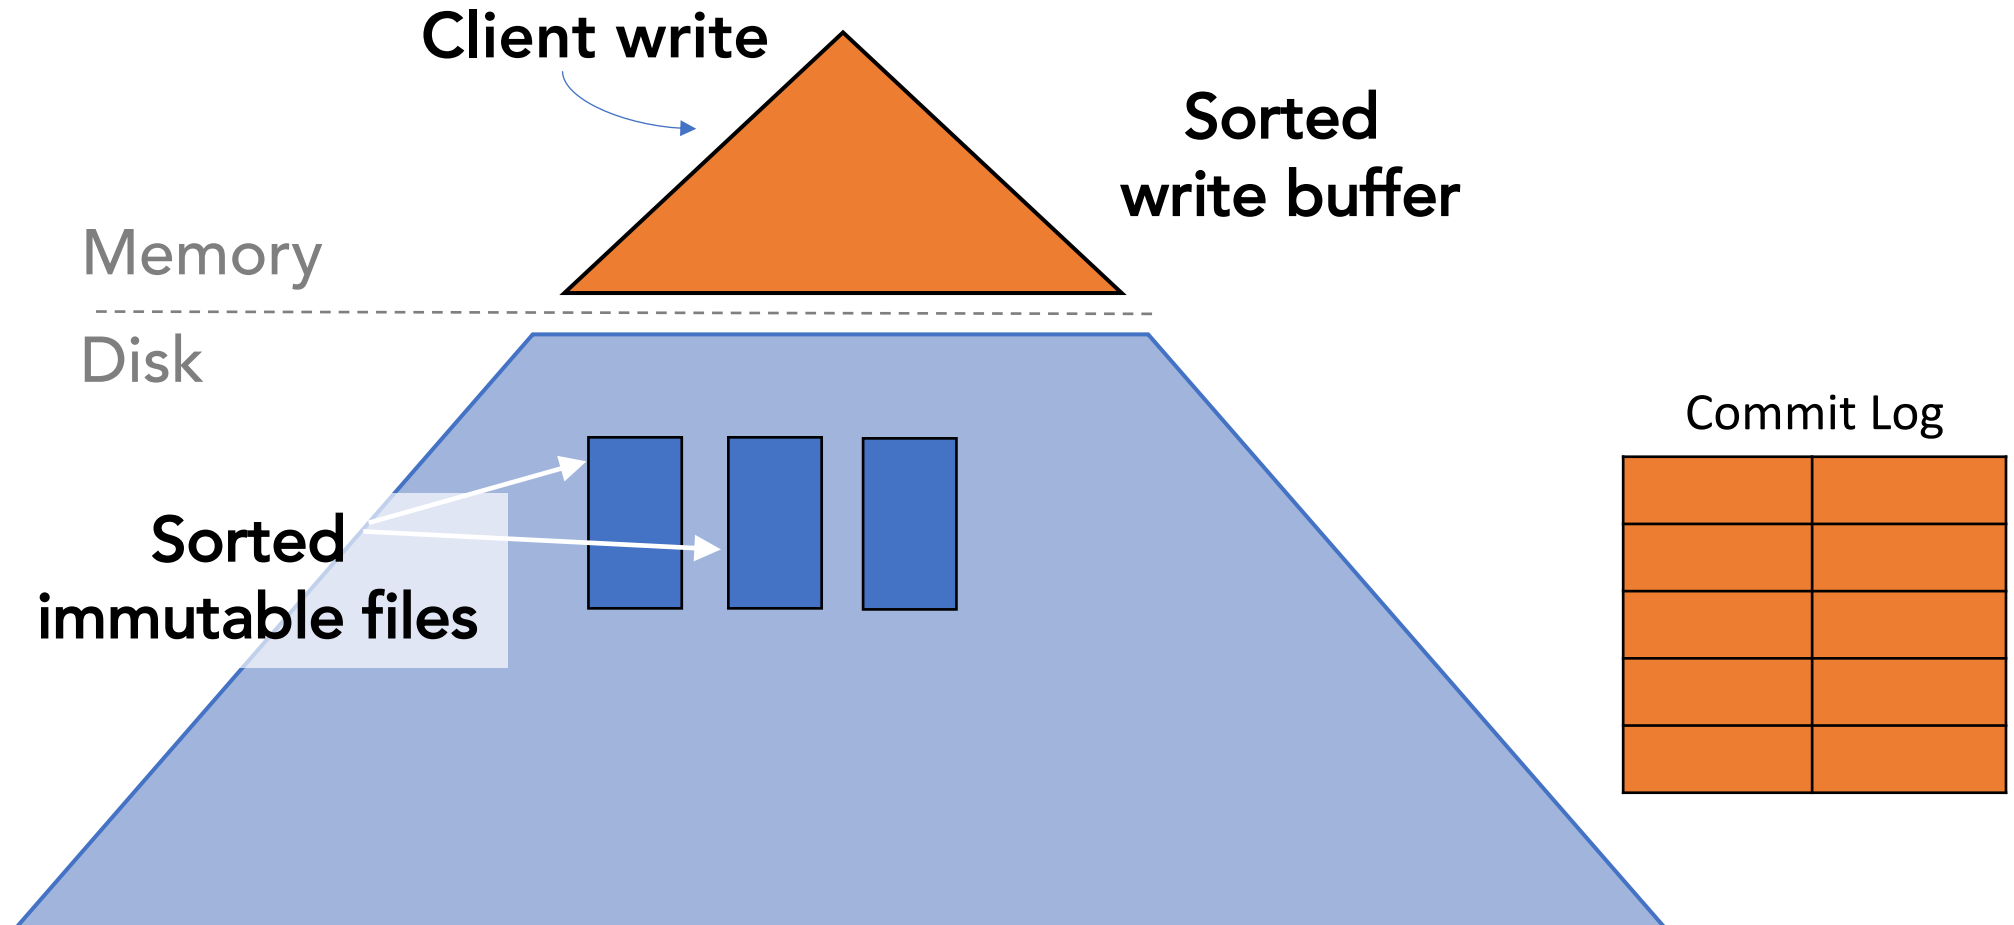 Client write
Sorted
write buffer
Memory
Disk
Commit Log
Sorted
immutable files